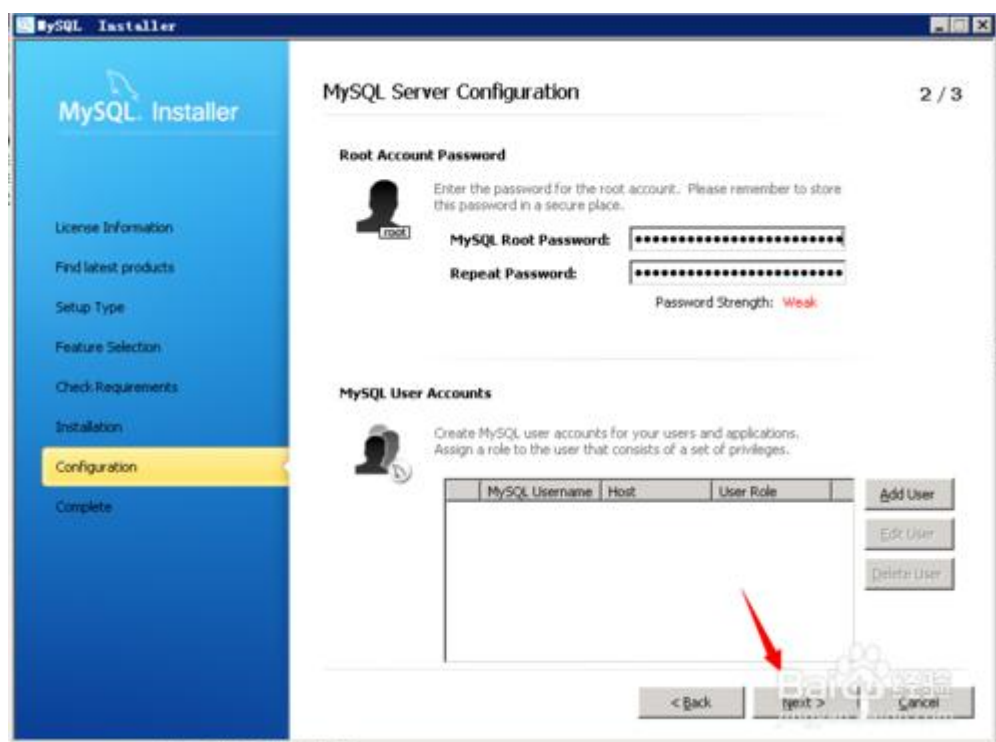 MySQL Installer
MySQL Installer
MySQL Server Configuration
2 / 3
License Information
Find latest products
Setup Type
Feature Selection
Check Requirements
Installation
Configuration
Complete
Root Account Password
Enter the password for the root account. Please remember to store
this password in a secure place.
root
MySQL Root Password:
Repeat Password:
Password Strength: Weak
MySQL User Accounts
Create MySQL user accounts for your users and applications.
Assign a role to the user that consists of a set of privileges.
MySQL Username Host User Role
Add User
Edit User
Delete User
< Back
Next >
Cancel
Baidu 经验